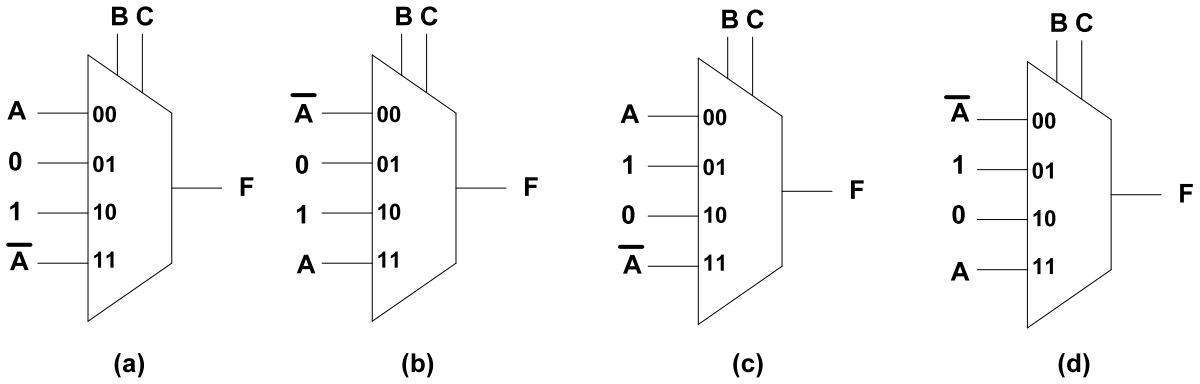 B C
A 00
0 01
1 10
A̅ 11
F
(a)
B C
A̅ 00
0 01
1 10
A 11
F
(b)
B C
A 00
1 01
0 10
A̅ 11
F
(c)
B C
A̅ 00
1 01
0 10
A 11
F
(d)